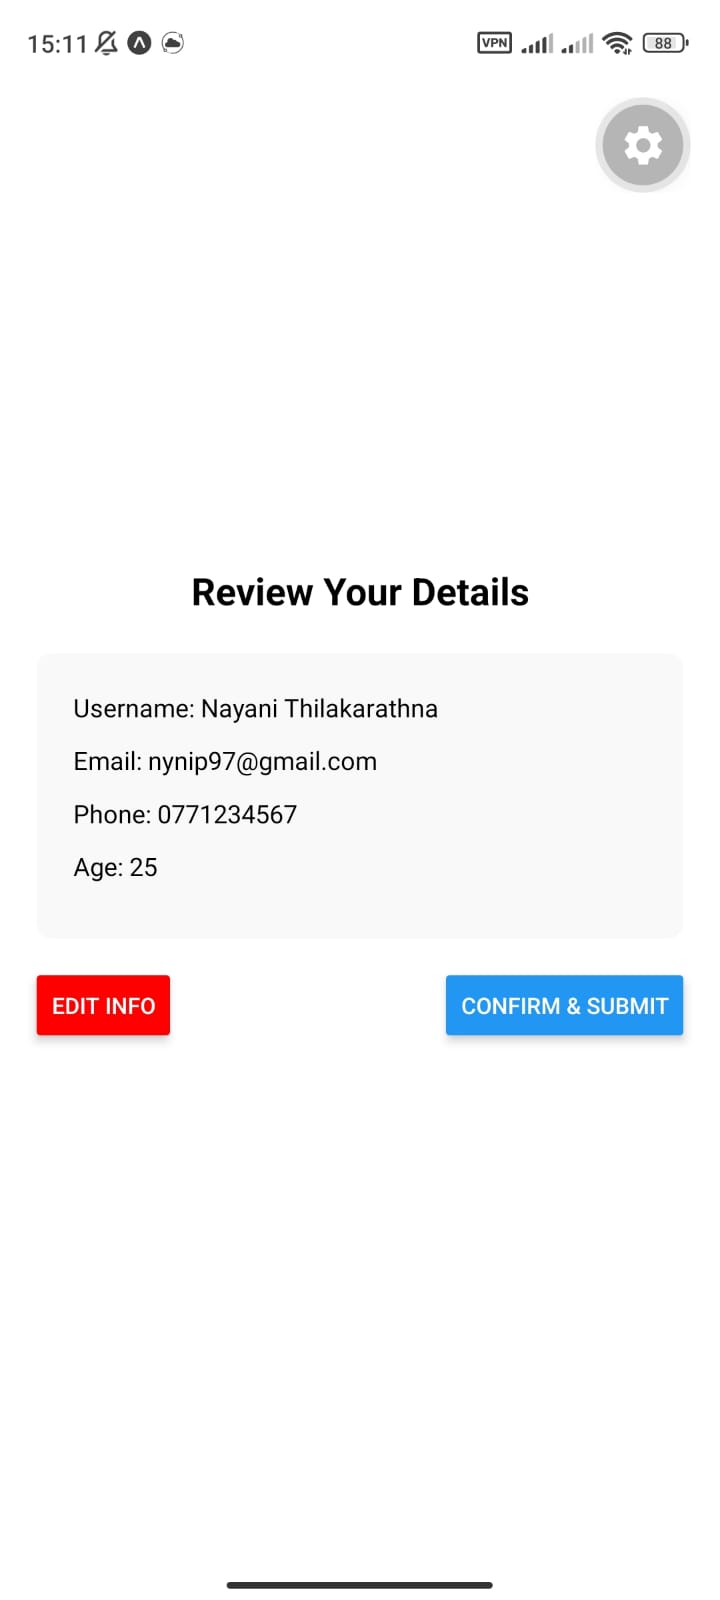 15:11
VPN
88
Review Your Details
Username: Nayani Thilakarathna
Email: nynip97@gmail.com
Phone: 0771234567
Age: 25
EDIT INFO
CONFIRM & SUBMIT